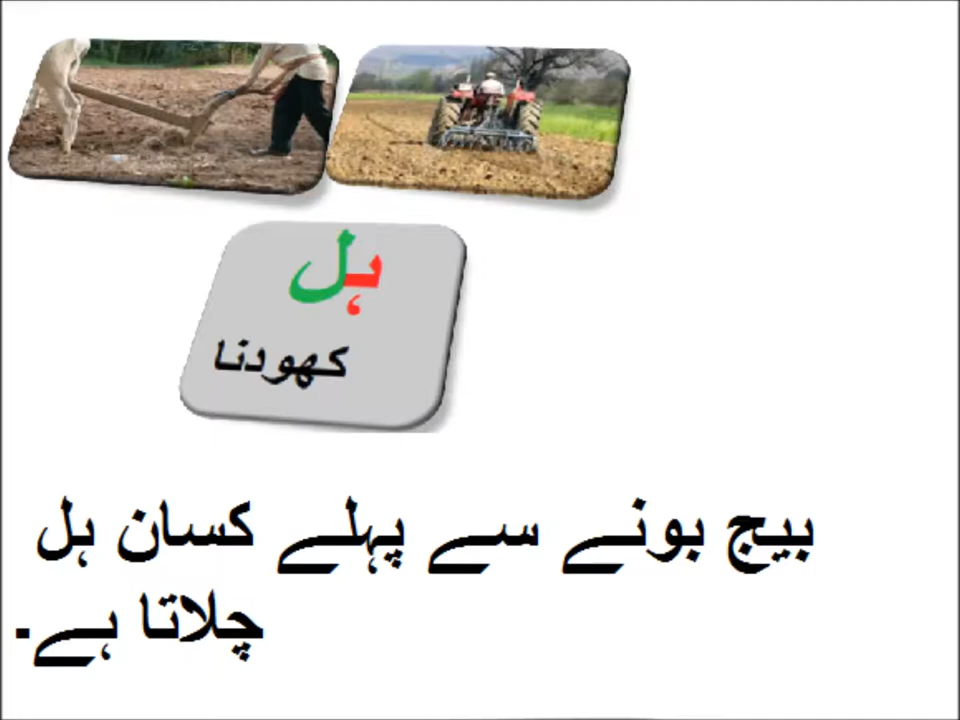 ہل
کھودنا
بیج بونے سے پہلے کسان ہل
چلاتا ہے۔